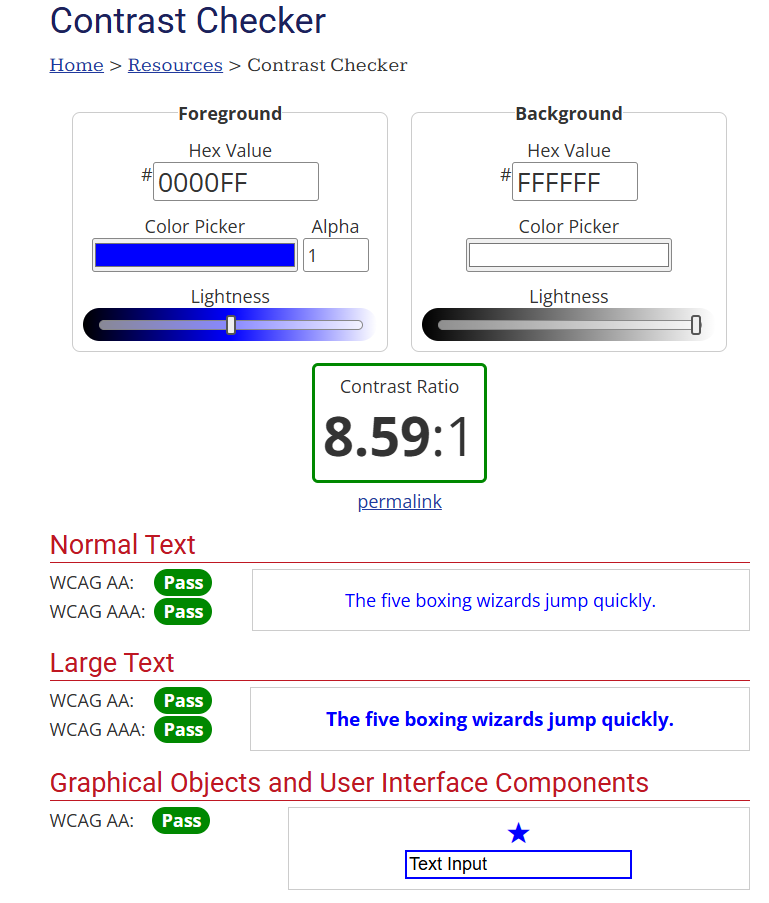 Contrast Checker
Home > Resources > Contrast Checker
Foreground
Hex Value
# 0000FF
Color Picker Alpha
1
Lightness
Background
Hex Value
# FFFFFF
Color Picker
Lightness
Contrast Ratio
8.59:1
permalink
Normal Text
WCAG AA: Pass
WCAG AAA: Pass
The five boxing wizards jump quickly.
Large Text
WCAG AA: Pass
WCAG AAA: Pass
The five boxing wizards jump quickly.
Graphical Objects and User Interface Components
WCAG AA: Pass
Text Input